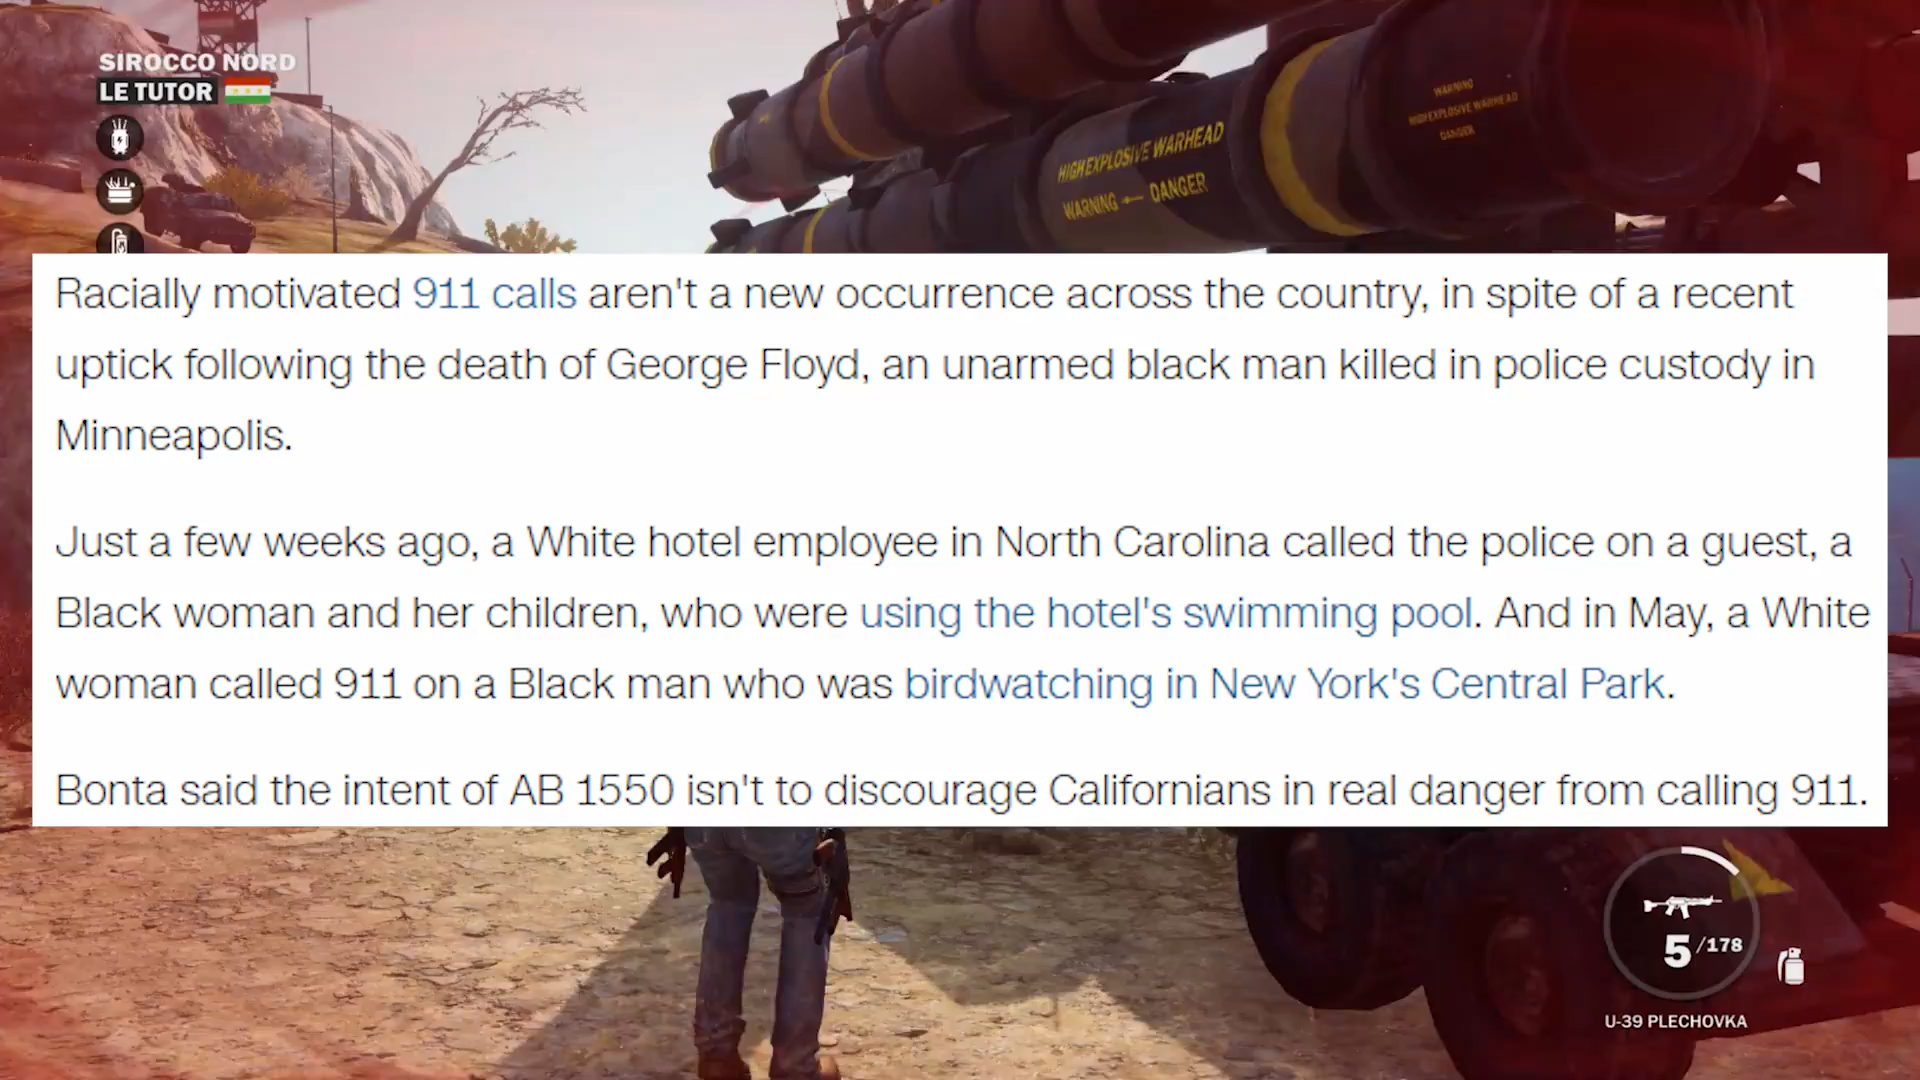 SIROCCO NORD
LE TUTOR
HIGH EXPLOSIVE WARHEAD
WARNING DANGER
WARNING
HIGH EXPLOSIVE WARHEAD
DANGER
Racially motivated 911 calls aren't a new occurrence across the country, in spite of a recent
uptick following the death of George Floyd, an unarmed black man killed in police custody in
Minneapolis.
Just a few weeks ago, a White hotel employee in North Carolina called the police on a guest, a
Black woman and her children, who were using the hotel's swimming pool. And in May, a White
woman called 911 on a Black man who was birdwatching in New York's Central Park.
Bonta said the intent of AB 1550 isn't to discourage Californians in real danger from calling 911.
5/178
U-39 PLECHOVKA